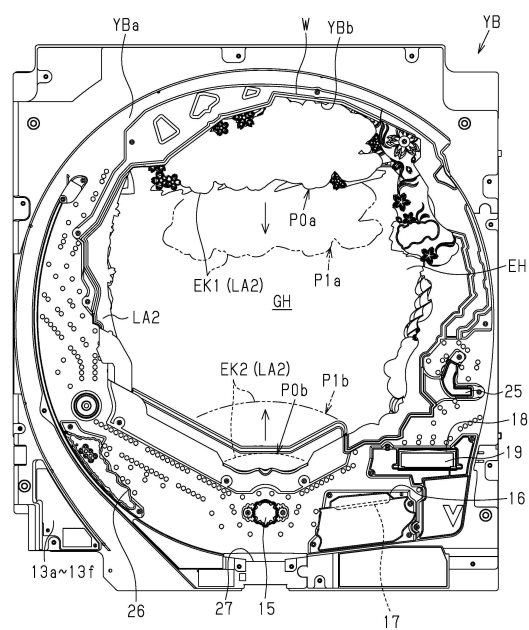 YBa
W
YBb
YB
P0a
EK1 (LA2)
P1a
EH
GH
LA2
EK2 (LA2)
P1b
P0b
25
18
19
16
13a~13f
26
27
15
17